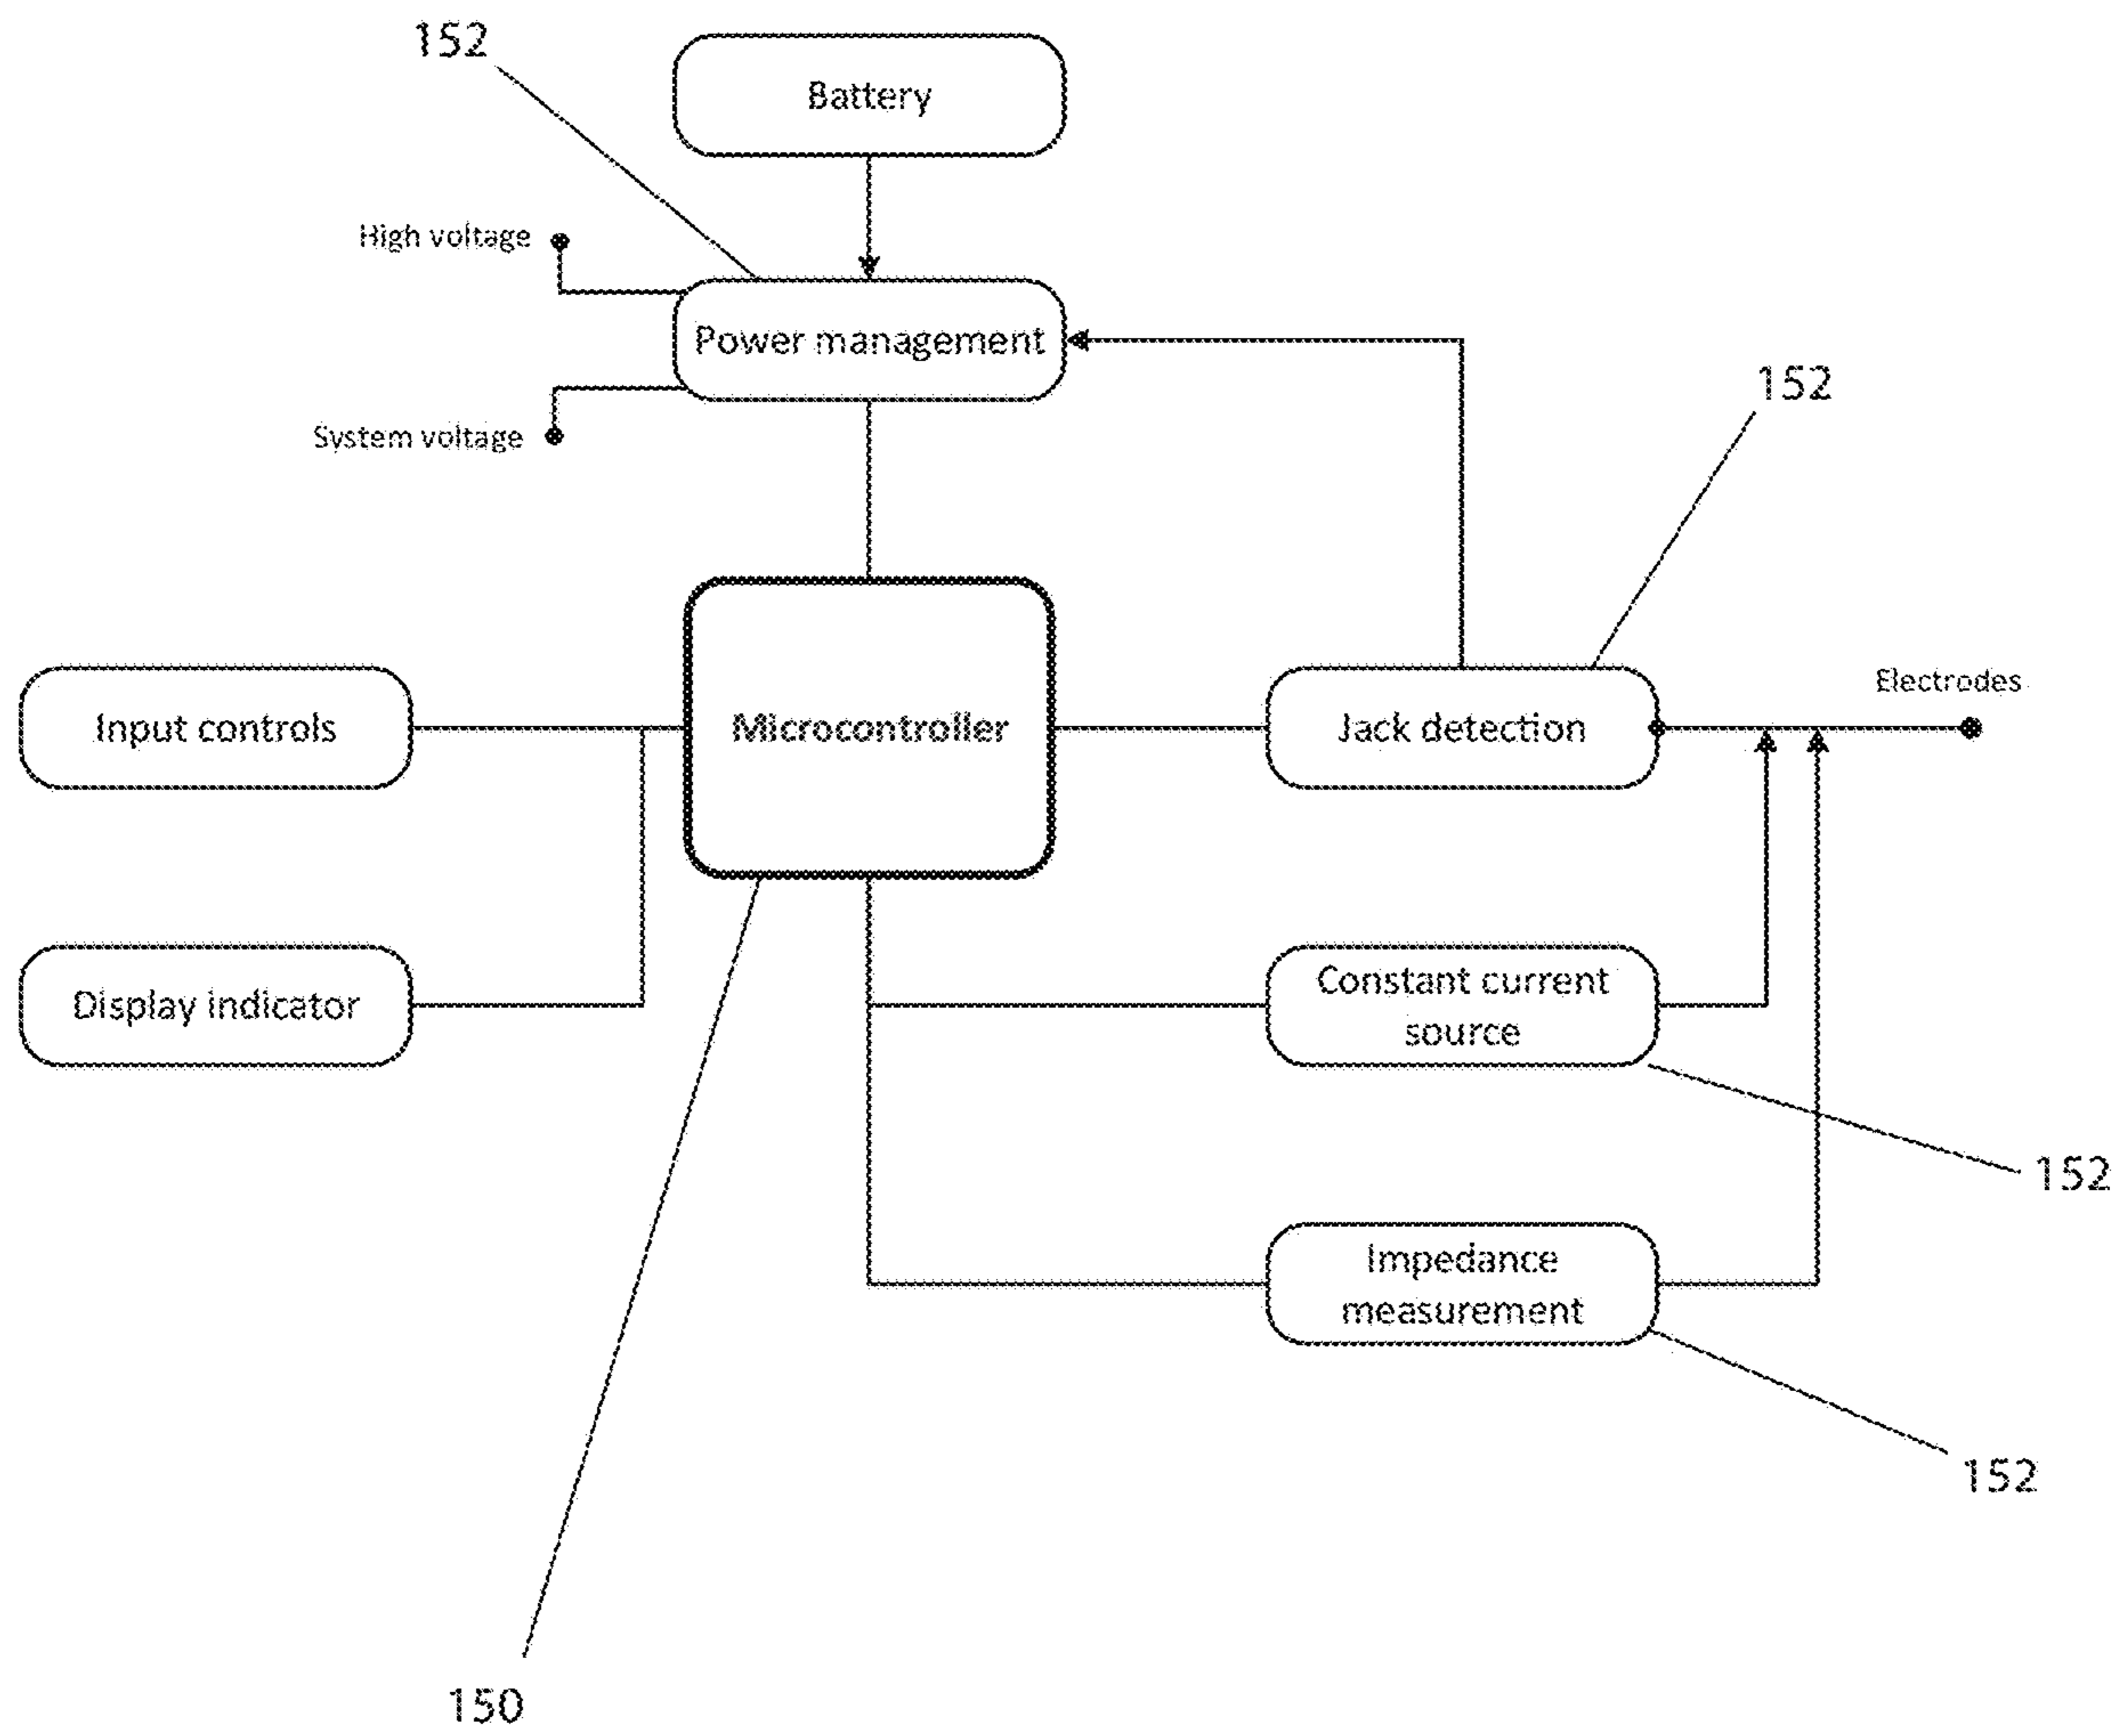 152
Battery
High voltage
Power management
System voltage
152
Electrodes
Input controls
Microcontroller
Jack detection
Display indicator
Constant current
source
152
Impedance
measurement
152
150